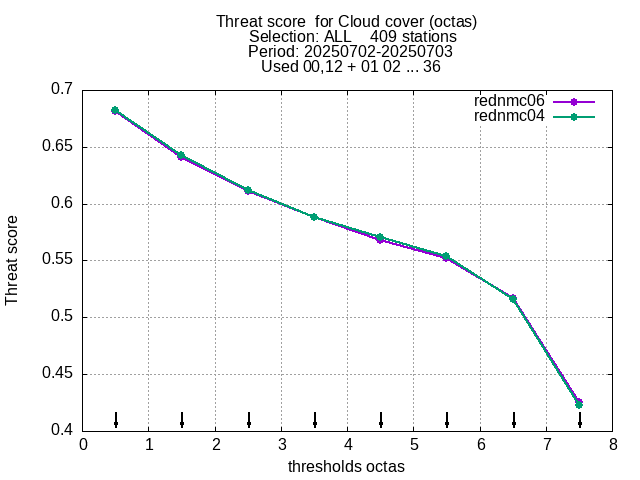 Threat score  for Cloud cover (octas)
Selection: ALL    409 stations
Period: 20250702-20250703
Used 00,12 + 01 02 ... 36
rednmc06
rednmc04
0.7
0.65
0.6
0.55
0.5
0.45
0.4
Threat score
0 1 2 3 4 5 6 7 8
thresholds octas